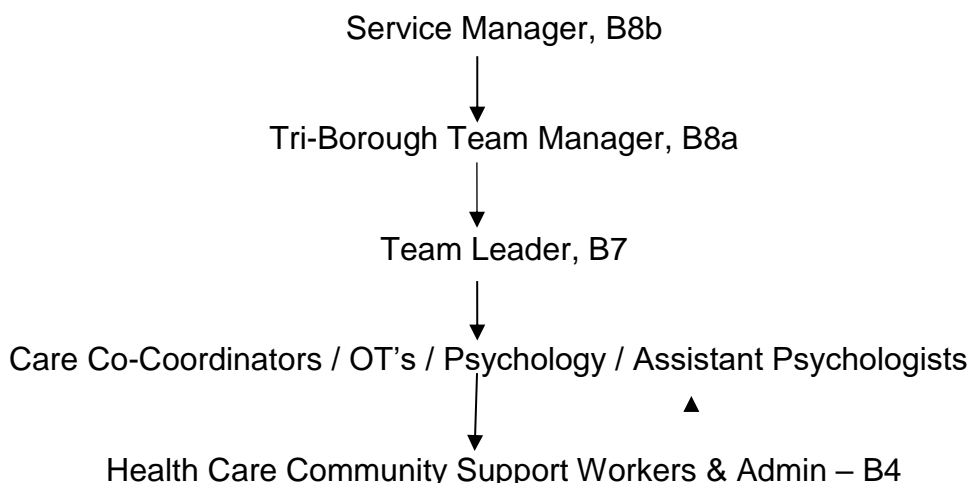 Service Manager, B8b
Tri-Borough Team Manager, B8a
Team Leader, B7
Care Co-Coordinators / OT’s / Psychology / Assistant Psychologists
Health Care Community Support Workers & Admin – B4